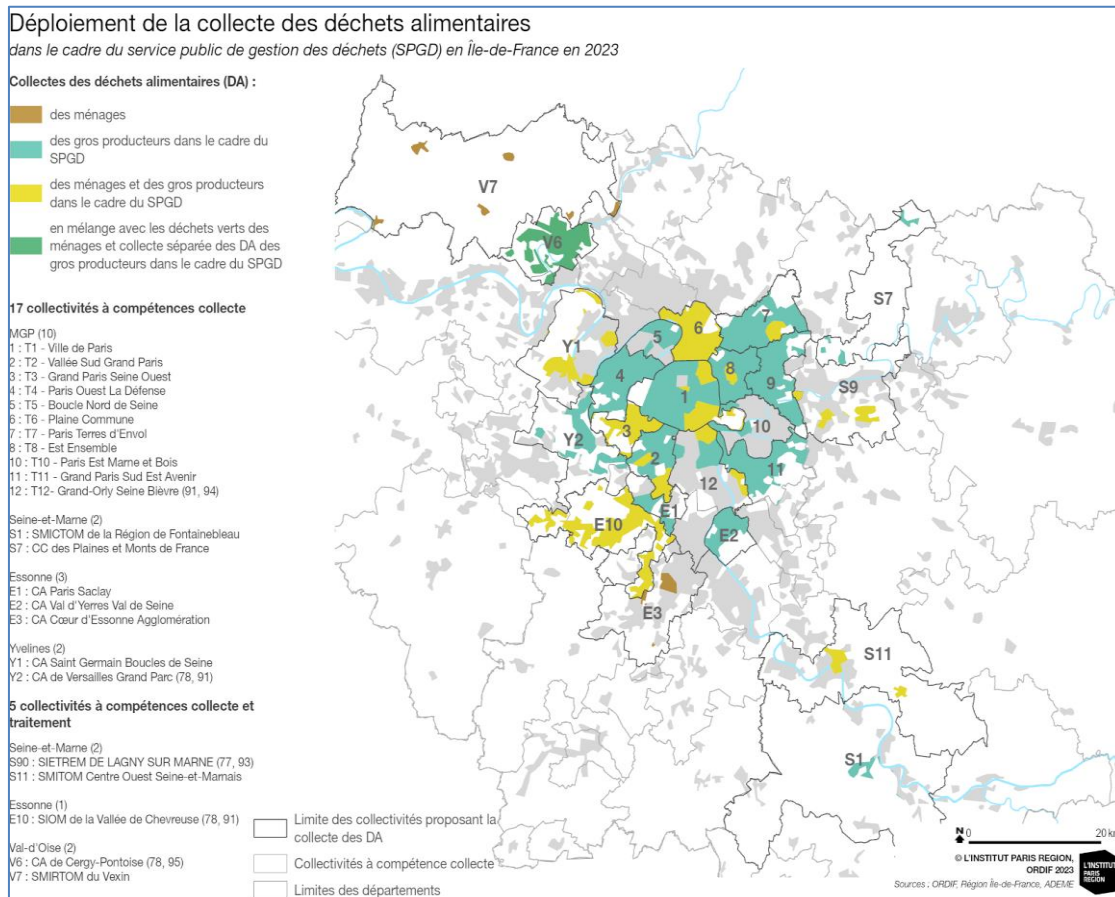 Déploiement de la collecte des déchets alimentaires
dans le cadre du service public de gestion des déchets (SPGD) en Île-de-France en 2023
Collectes des déchets alimentaires (DA) :
des ménages
des gros producteurs dans le cadre du
SPGD
des ménages et des gros producteurs
dans le cadre du SPGD
en mélange avec les déchets verts des
ménages et collecte séparée des DA des
gros producteurs dans le cadre du SPGD
17 collectivités à compétences collecte
MGP (10)
1 : T1 - Ville de Paris
2 : T2 - Vallée Sud Grand Paris
3 : T3 - Grand Paris Seine Ouest
4 : T4 - Paris Ouest La Défense
5 : T5 - Boucle Nord de Seine
6 : T6 - Plaine Commune
7 : T7 - Paris Terres d'Envol
8 : T8 - Est Ensemble
10 : T10 - Paris Est Marne et Bois
11 : T11 - Grand Paris Sud Est Avenir
12 : T12- Grand-Orly Seine Bièvre (91, 94)
Seine-et-Marne (2)
S1 : SMICTOM de la Région de Fontainebleau
S7 : CC des Plaines et Monts de France
Essonne (3)
E1 : CA Paris Saclay
E2 : CA Val d'Yerres Val de Seine
E3 : CA Cœur d'Essonne Agglomération
Yvelines (2)
Y1 : CA Saint Germain Boucles de Seine
Y2 : CA de Versailles Grand Parc (78, 91)
5 collectivités à compétences collecte et
traitement
Seine-et-Marne (2)
S90 : SIETREM DE LAGNY SUR MARNE (77, 93)
S11 : SMITOM Centre Ouest Seine-et-Marnais
Essonne (1)
E10 : SIOM de la Vallée de Chevreuse (78, 91)
Val-d'Oise (2)
V6 : CA de Cergy-Pontoise (78, 95)
V7 : SMIRTOM du Vexin
Limite des collectivités proposant la
collecte des DA
Collectivités à compétence collecte
Limites des départements
V7
V6
S7
7
6
5
Y1
4
8
9
S9
1
3
10
Y2
2
11
12
E1
E10
E2
E3
S11
S1
N
0
20 km
© L'INSTITUT PARIS REGION,
ORDIF 2023
Sources : ORDIF, Région Île-de-France, ADEME
L'INSTITUT
PARIS
REGION